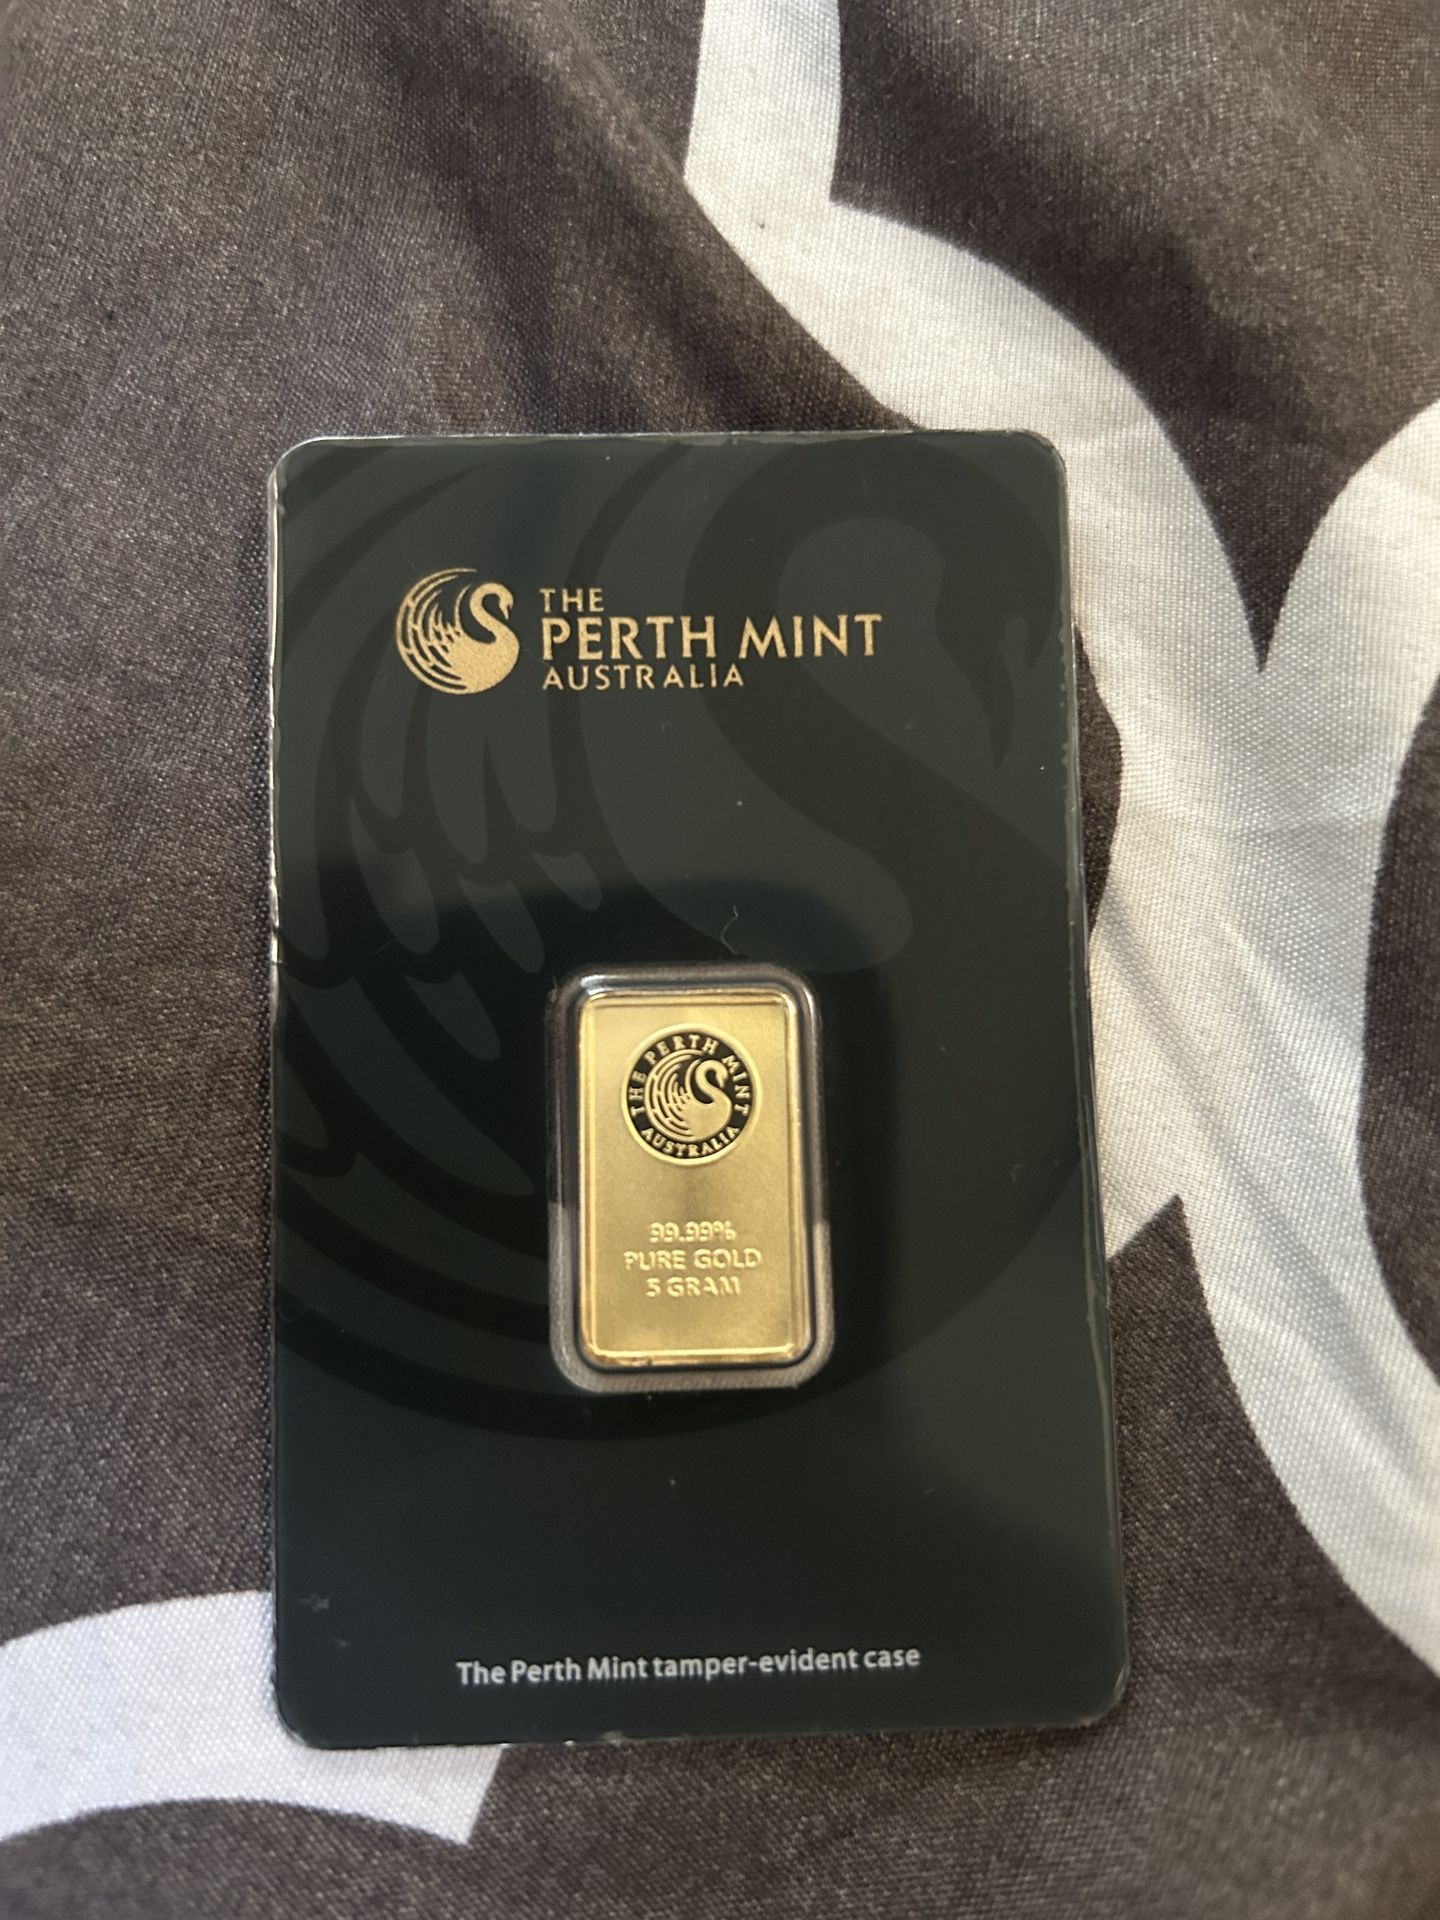 THE
PERTH MINT
AUSTRALIA
THE PERTH MINT
AUSTRALIA
99.99%
PURE GOLD
5 GRAM
The Perth Mint tamper-evident case